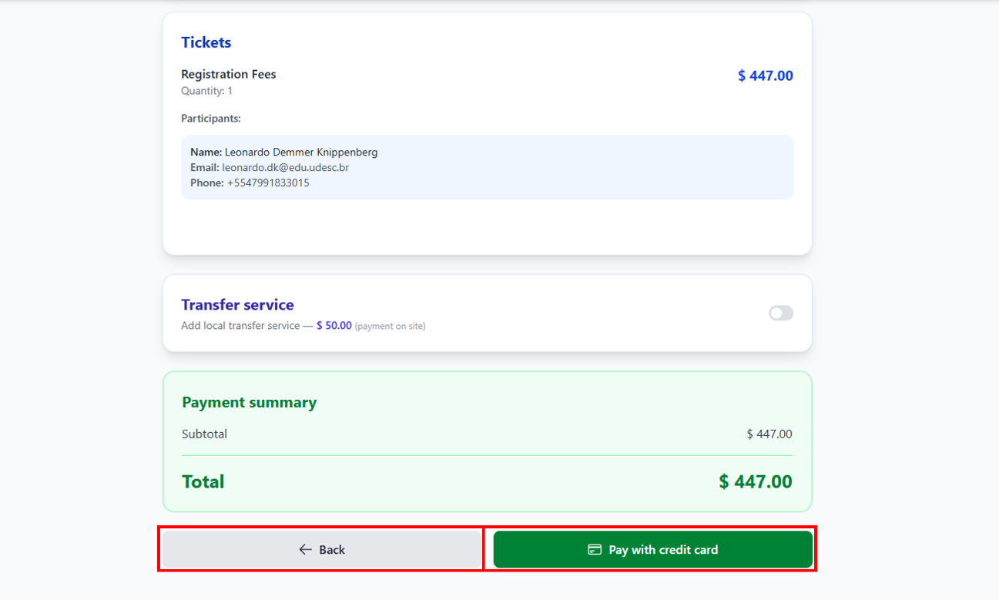 Tickets
Registration Fees
$ 447.00
Quantity: 1
Participants:
Name: Leonardo Demmer Knippenberg
Email: leonardo.dk@edu.udesc.br
Phone: +5547991833015
Transfer service
Add local transfer service — $ 50.00 (payment on site)
Payment summary
Subtotal
$ 447.00
Total
$ 447.00
Back
Pay with credit card